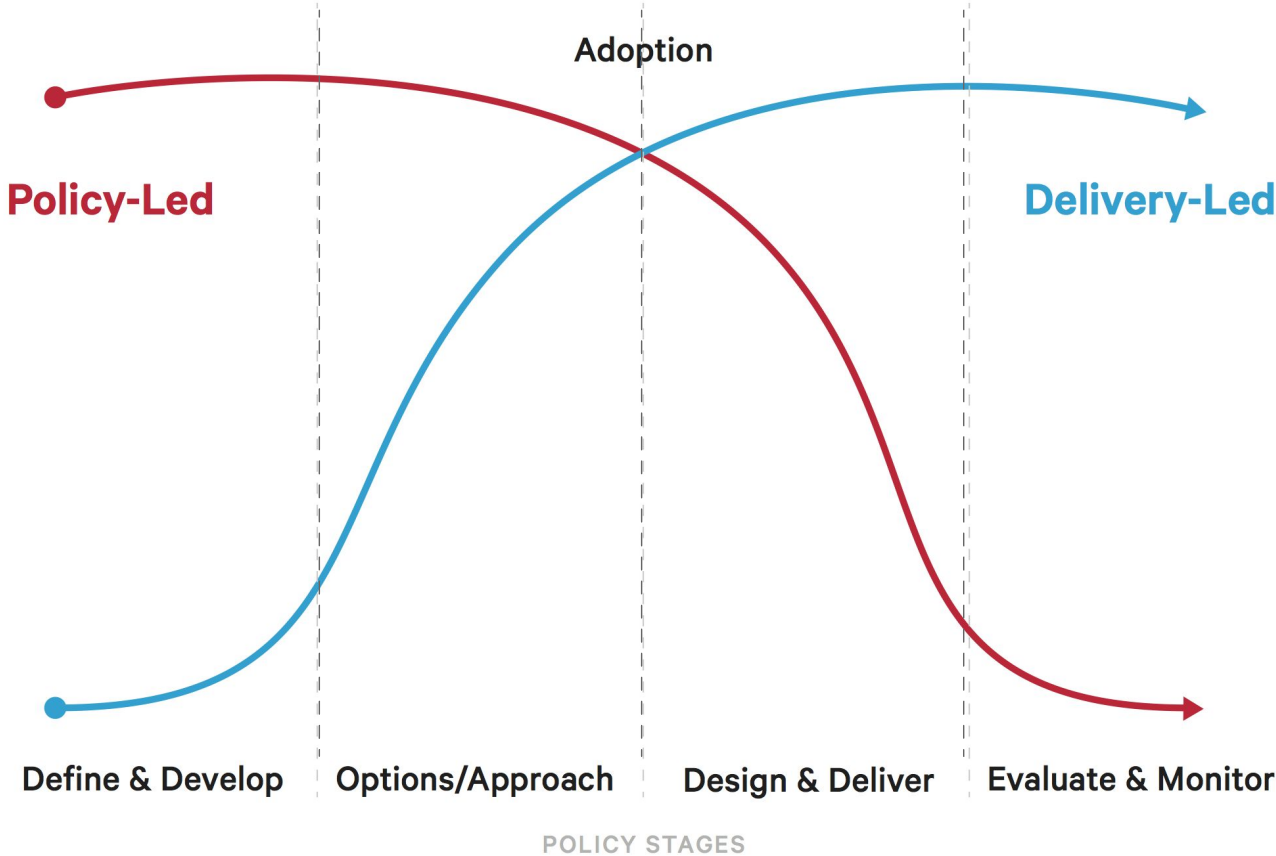 Adoption
Policy-Led
Delivery-Led
Define & Develop
Options/Approach
Design & Deliver
Evaluate & Monitor
POLICY STAGES